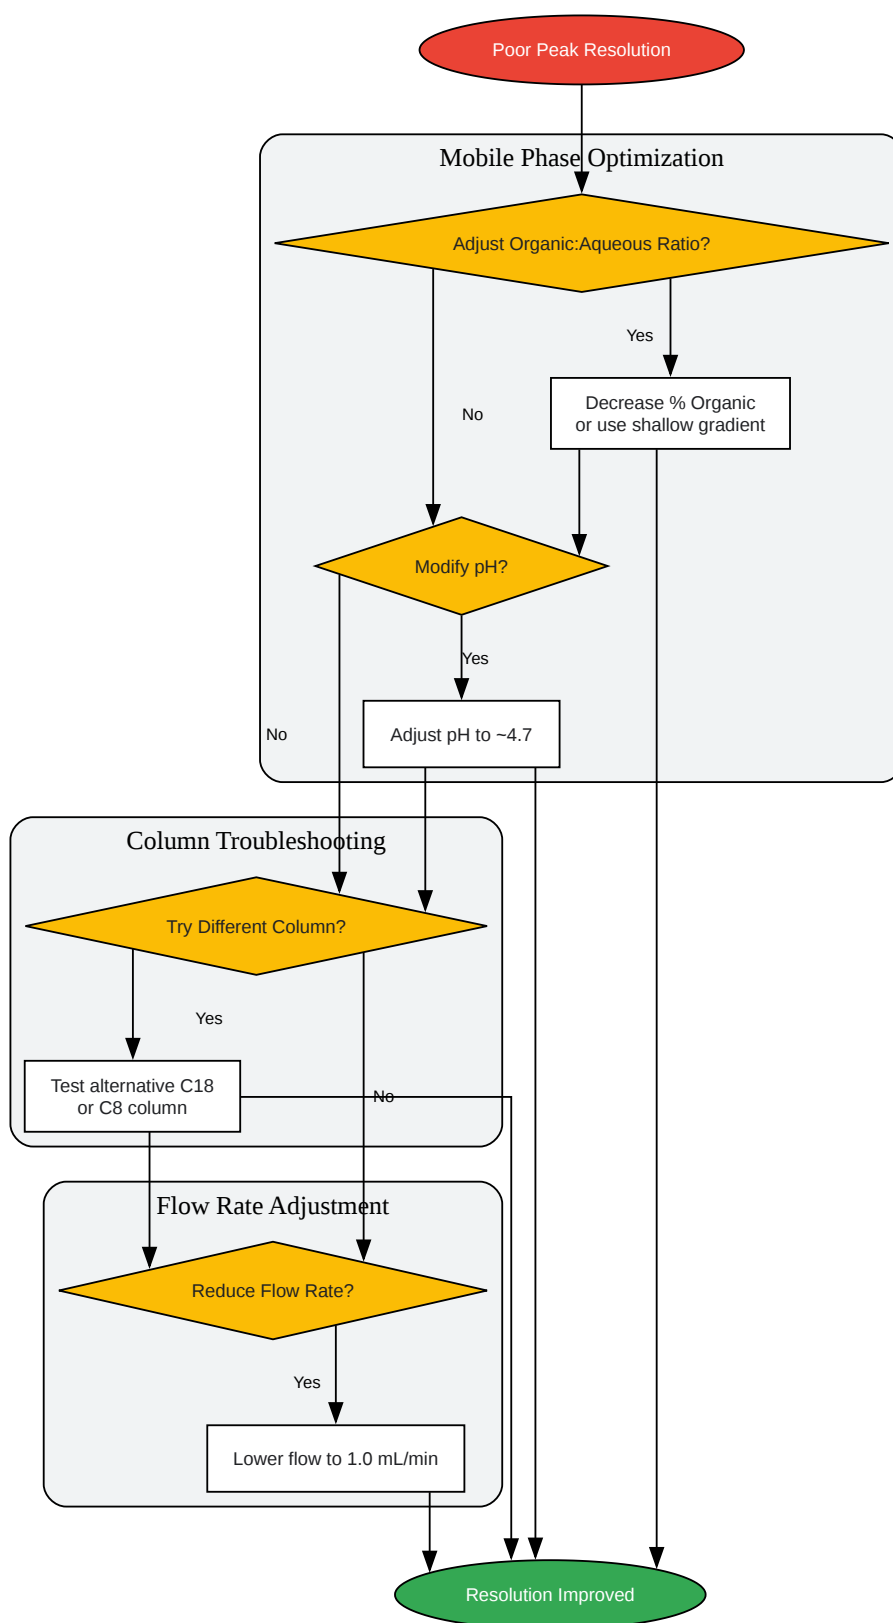 Poor Peak Resolution
Mobile Phase Optimization
Adjust Organic:Aqueous Ratio?
Yes
Decrease % Organic
or use shallow gradient
No
Modify pH?
Yes
No
Adjust pH to ~4.7
Column Troubleshooting
Try Different Column?
Yes
Test alternative C18
or C8 column
No
Flow Rate Adjustment
Reduce Flow Rate?
Yes
Lower flow to 1.0 mL/min
Resolution Improved